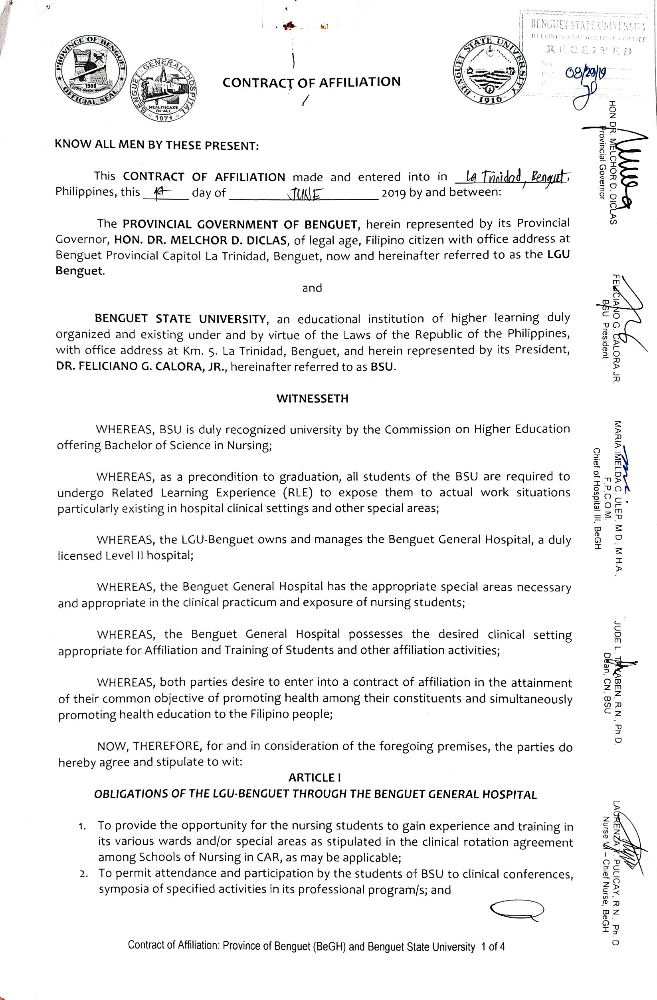 PROVINCE OF BENGUET
1900
OFFICIAL SEAL
BENGUET GENERAL HOSPITAL
HEALTHCARE
for ALL
1971
CONTRACT OF AFFILIATION
BENGUET STATE UNIVERSITY
1916
BENGUET STATE UNIVERSITY
RECORDS AND ARCHIVES OFFICE
RECEIVED
08/29/19
KNOW ALL MEN BY THESE PRESENT:
This CONTRACT OF AFFILIATION made and entered into in La Trinidad, Benguet,
Philippines, this day of JUNE 2019 by and between:
The PROVINCIAL GOVERNMENT OF BENGUET, herein represented by its Provincial
Governor, HON. DR. MELCHOR D. DICLAS, of legal age, Filipino citizen with office address at
Benguet Provincial Capitol La Trinidad, Benguet, now and hereinafter referred to as the LGU
Benguet.
and
BENGUET STATE UNIVERSITY, an educational institution of higher learning duly
organized and existing under and by virtue of the Laws of the Republic of the Philippines,
with office address at Km. 5. La Trinidad, Benguet, and herein represented by its President,
DR. FELICIANO G. CALORA, JR., hereinafter referred to as BSU.
WITNESSETH
WHEREAS, BSU is duly recognized university by the Commission on Higher Education
offering Bachelor of Science in Nursing;
WHEREAS, as a precondition to graduation, all students of the BSU are required to
undergo Related Learning Experience (RLE) to expose them to actual work situations
particularly existing in hospital clinical settings and other special areas;
WHEREAS, the LGU-Benguet owns and manages the Benguet General Hospital, a duly
licensed Level II hospital;
WHEREAS, the Benguet General Hospital has the appropriate special areas necessary
and appropriate in the clinical practicum and exposure of nursing students;
WHEREAS, the Benguet General Hospital possesses the desired clinical setting
appropriate for Affiliation and Training of Students and other affiliation activities;
WHEREAS, both parties desire to enter into a contract of affiliation in the attainment
of their common objective of promoting health among their constituents and simultaneously
promoting health education to the Filipino people;
NOW, THEREFORE, for and in consideration of the foregoing premises, the parties do
hereby agree and stipulate to wit:
ARTICLE I
OBLIGATIONS OF THE LGU-BENGUET THROUGH THE BENGUET GENERAL HOSPITAL
1. To provide the opportunity for the nursing students to gain experience and training in
its various wards and/or special areas as stipulated in the clinical rotation agreement
among Schools of Nursing in CAR, as may be applicable;
2. To permit attendance and participation by the students of BSU to clinical conferences,
symposia of specified activities in its professional program/s; and
Contract of Affiliation: Province of Benguet (BeGH) and Benguet State University 1 of 4
HON DR. MELCHOR D. DICLAS
Provincial Governor
FELICIANO G. CALORA JR.
BSU President
MARIA IMELDA C. ULEP, M.D., M.H.A.,
F.P.C.O.M.
Chief of Hospital III, BeGH
JUDE L. R.N., Ph.D.
Dean, CN, BSU
LAURENZA PULICAY, R.N., Ph. D.
Nurse – Chief Nurse, BeGH